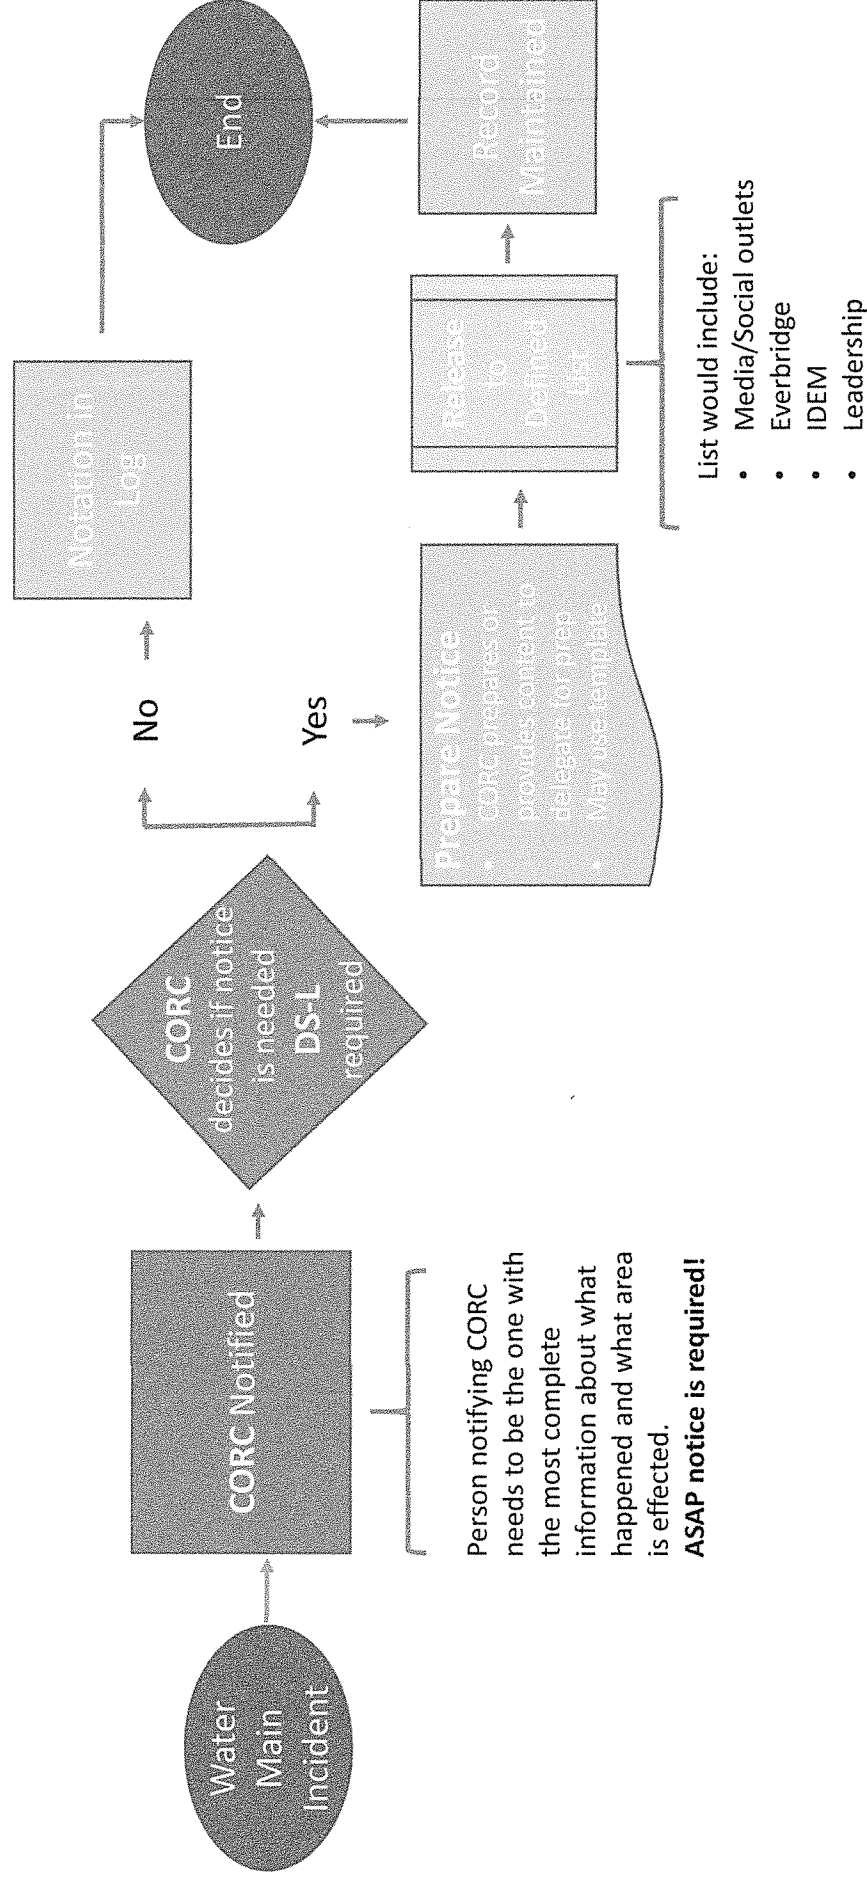 Water
Main
Incident
CORC Notified
Person notifying CORC
needs to be the one with
the most complete
information about what
happened and what area
is effected.
ASAP notice is required!
CORC
decides if notice
is needed
DS-L
required
No
Notation in
Log
Yes
Prepare Notice
• CORC prepares or
provides content to
delegate for prep
• May use template
Release
to
Defined
List
List would include:
• Media/Social outlets
• Everbridge
• IDEM
• Leadership
Record
Maintained
End